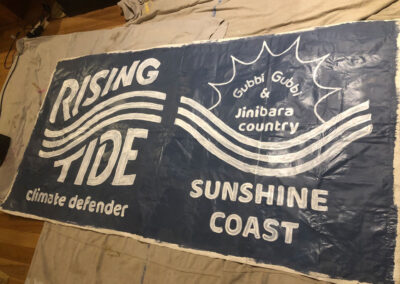 RISING
TIDE
climate defender
Gubbi Gubbi
&
Jinibara
country
SUNSHINE
COAST